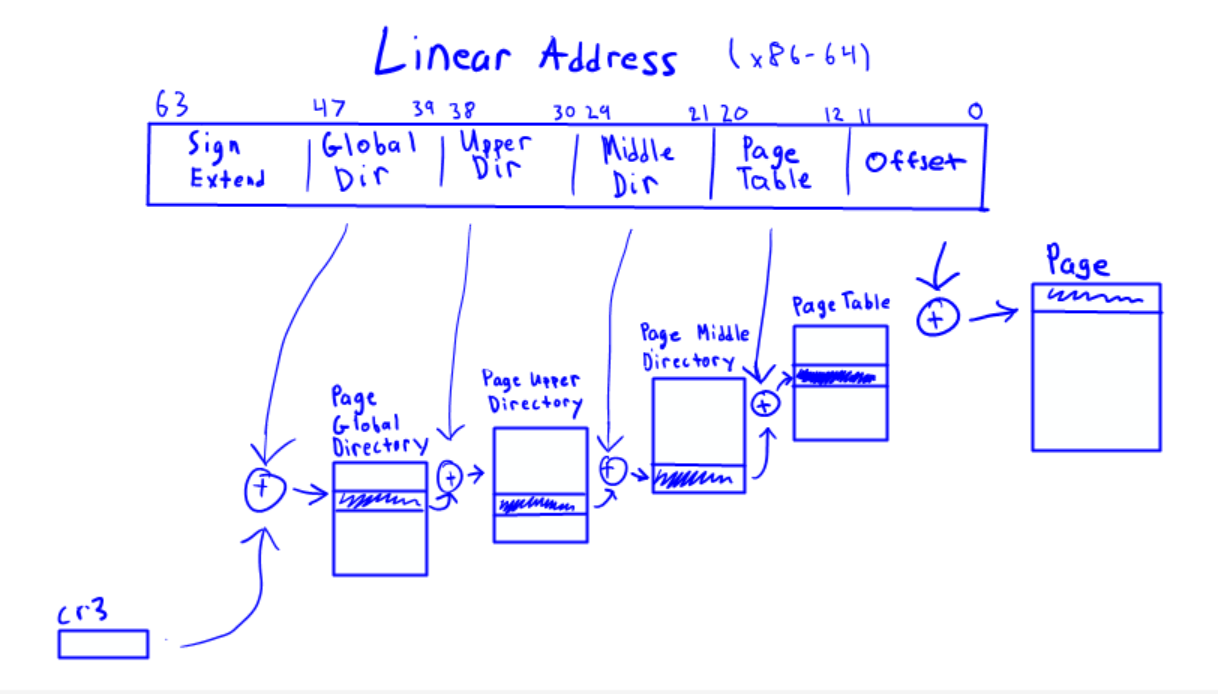 Linear Address (x86-64)
63 47 39 38 30 29 21 20 12 11 0
Sign Extend
Global Dir
Upper Dir
Middle Dir
Page Table
Offset
Page
+
Page Table
Page Middle
Directory
+
Page Upper
Directory
Page
Global
Directory
+
+
+
cr3